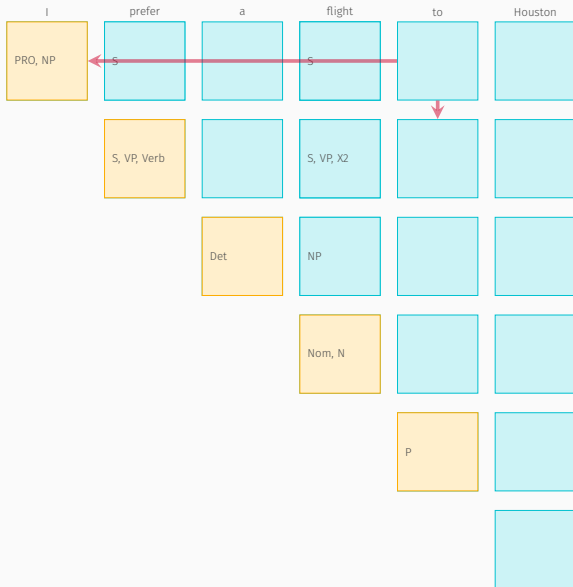 I prefer a flight to Houston
PRO, NP S S
S, VP, Verb S, VP, X2
Det NP
Nom, N
P